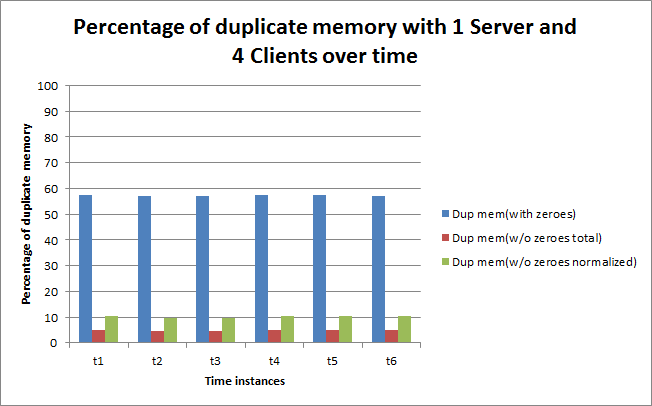 Percentage of duplicate memory with 1 Server and
4 Clients over time
Percentage of duplicate memory
100
90
80
70
60
50
40
30
20
10
0
t1 t2 t3 t4 t5 t6
Time instances
Dup mem(with zeroes)
Dup mem(w/o zeroes total)
Dup mem(w/o zeroes normalized)